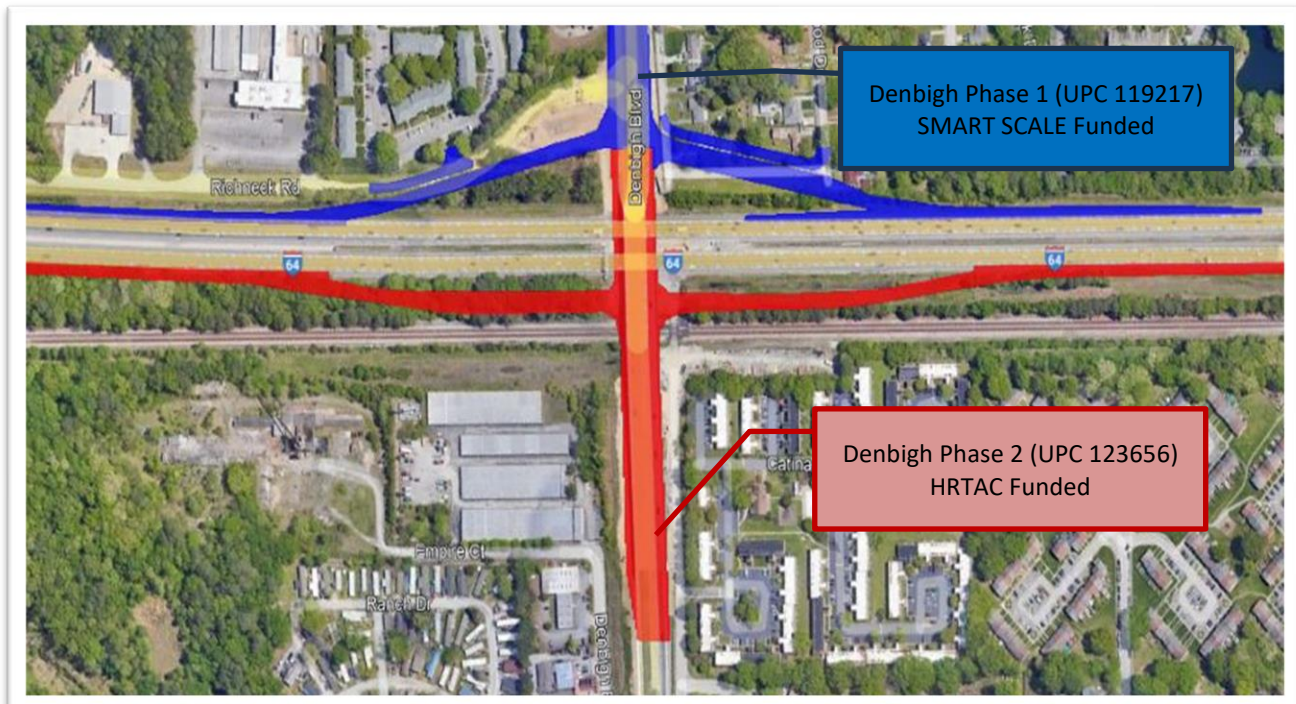 Denbigh Phase 1 (UPC 119217)
SMART SCALE Funded
Denbigh Blvd
Richneck Rd
64
64
64
Denbigh Phase 2 (UPC 123656)
HRTAC Funded
Catina
Empire Ct
Ranch Dr